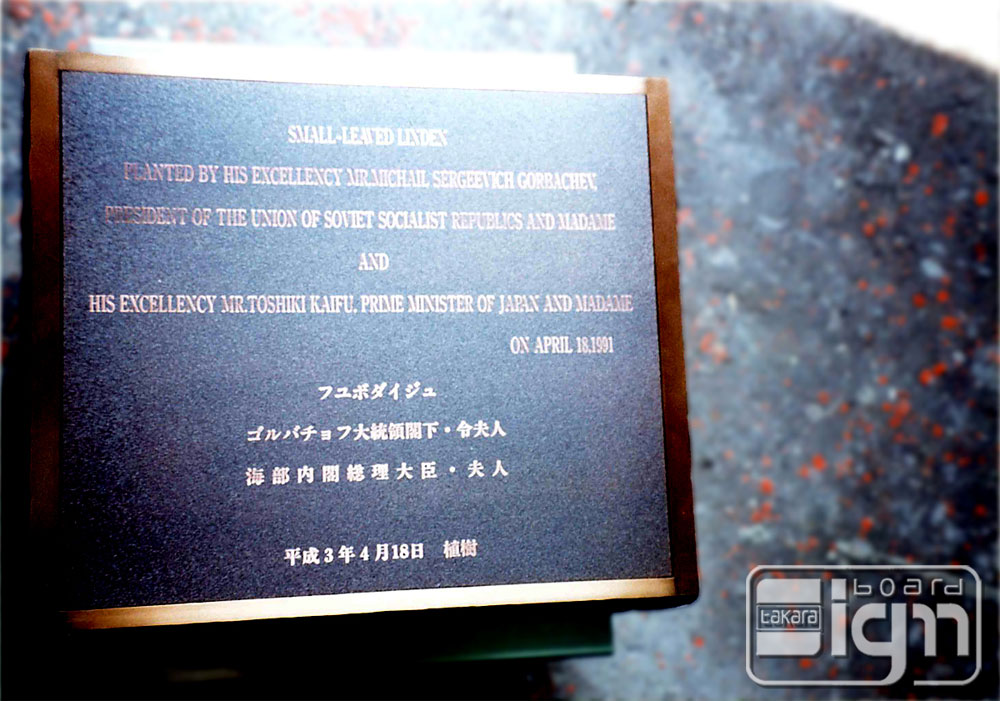 SMALL-LEAVED LINDEN
PLANTED BY HIS EXCELLENCY MR.MICHAIL SERGEEVICH GORBACHEV,
PRESIDENT OF THE UNION OF SOVIET SOCIALIST REPUBLICS AND MADAME
AND
HIS EXCELLENCY MR.TOSHIKI KAIFU, PRIME MINISTER OF JAPAN AND MADAME
ON APRIL 18,1991
フユボダイジュ
ゴルバチョフ大統領閣下・令夫人
海部内閣総理大臣・夫人
平成3年4月18日 植樹
board
takara
sign